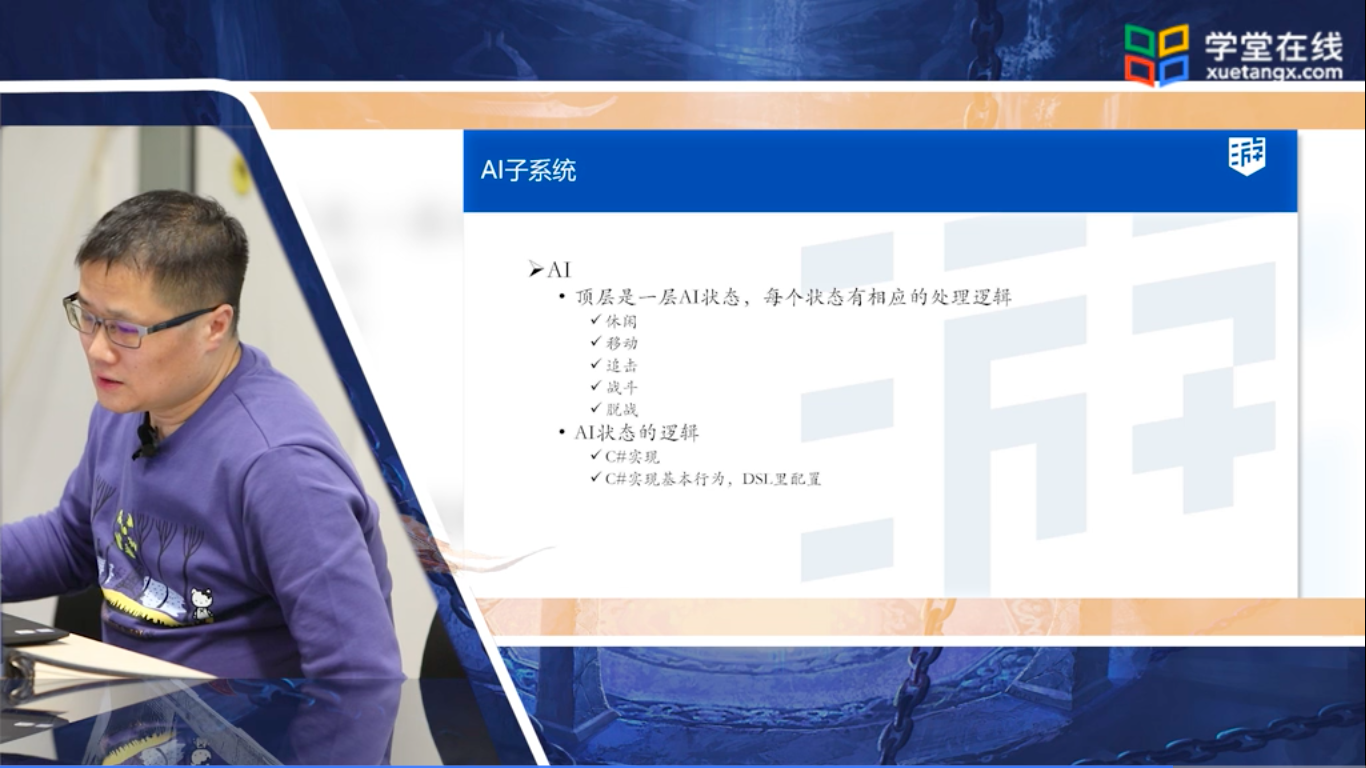 学堂在线
xuetangx.com
AI子系统
游
➢AI
• 顶层是一层AI状态，每个状态有相应的处理逻辑
✓休闲
✓移动
✓追击
✓战斗
✓脱战
• AI状态的逻辑
✓C#实现
✓C#实现基本行为，DSL里配置